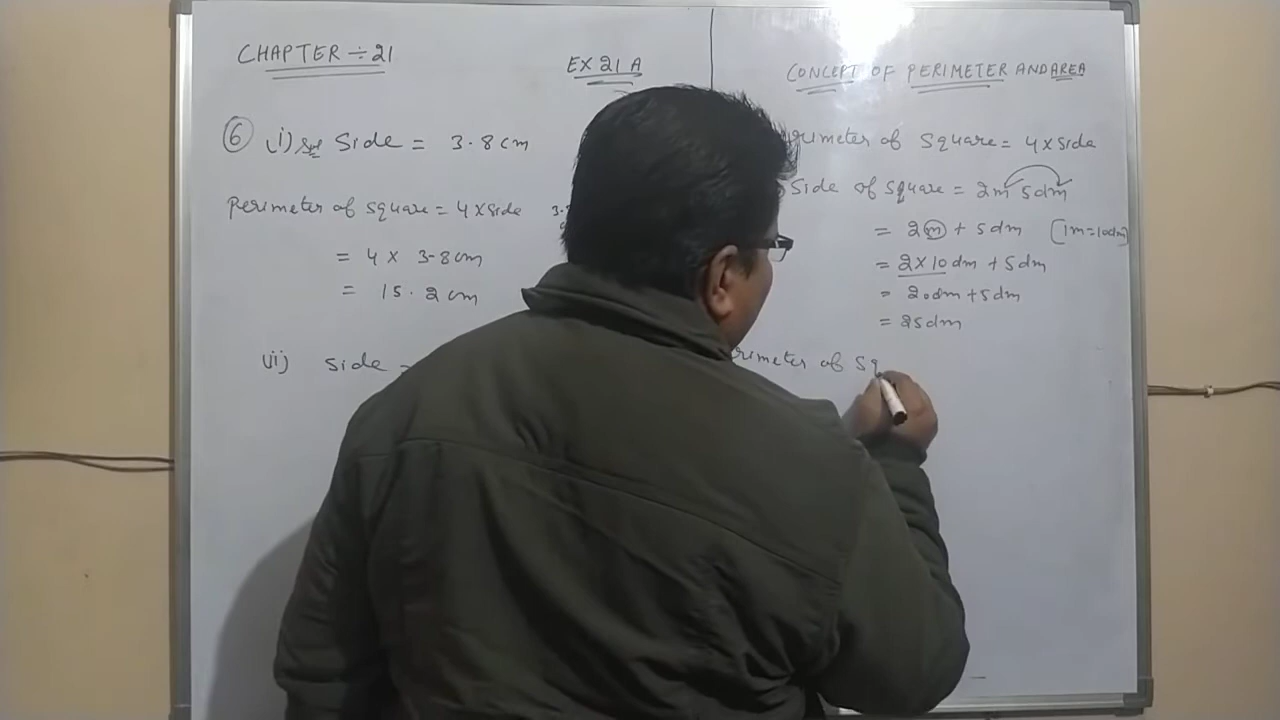 CHAPTER ÷ 21
EX 21 A
CONCEPT OF PERIMETER AND AREA
6 i) Sol Side = 3.8 cm
Perimeter of square = 4 x side
= 4 x 3.8 cm
= 15.2 cm
ii) Side =
of square = 4 x Side
Side of square = 2m 5dm
= 2m + 5dm (1m = 10dm)
= 2 x 10 dm + 5dm
= 20dm + 5dm
= 25dm
of Sq